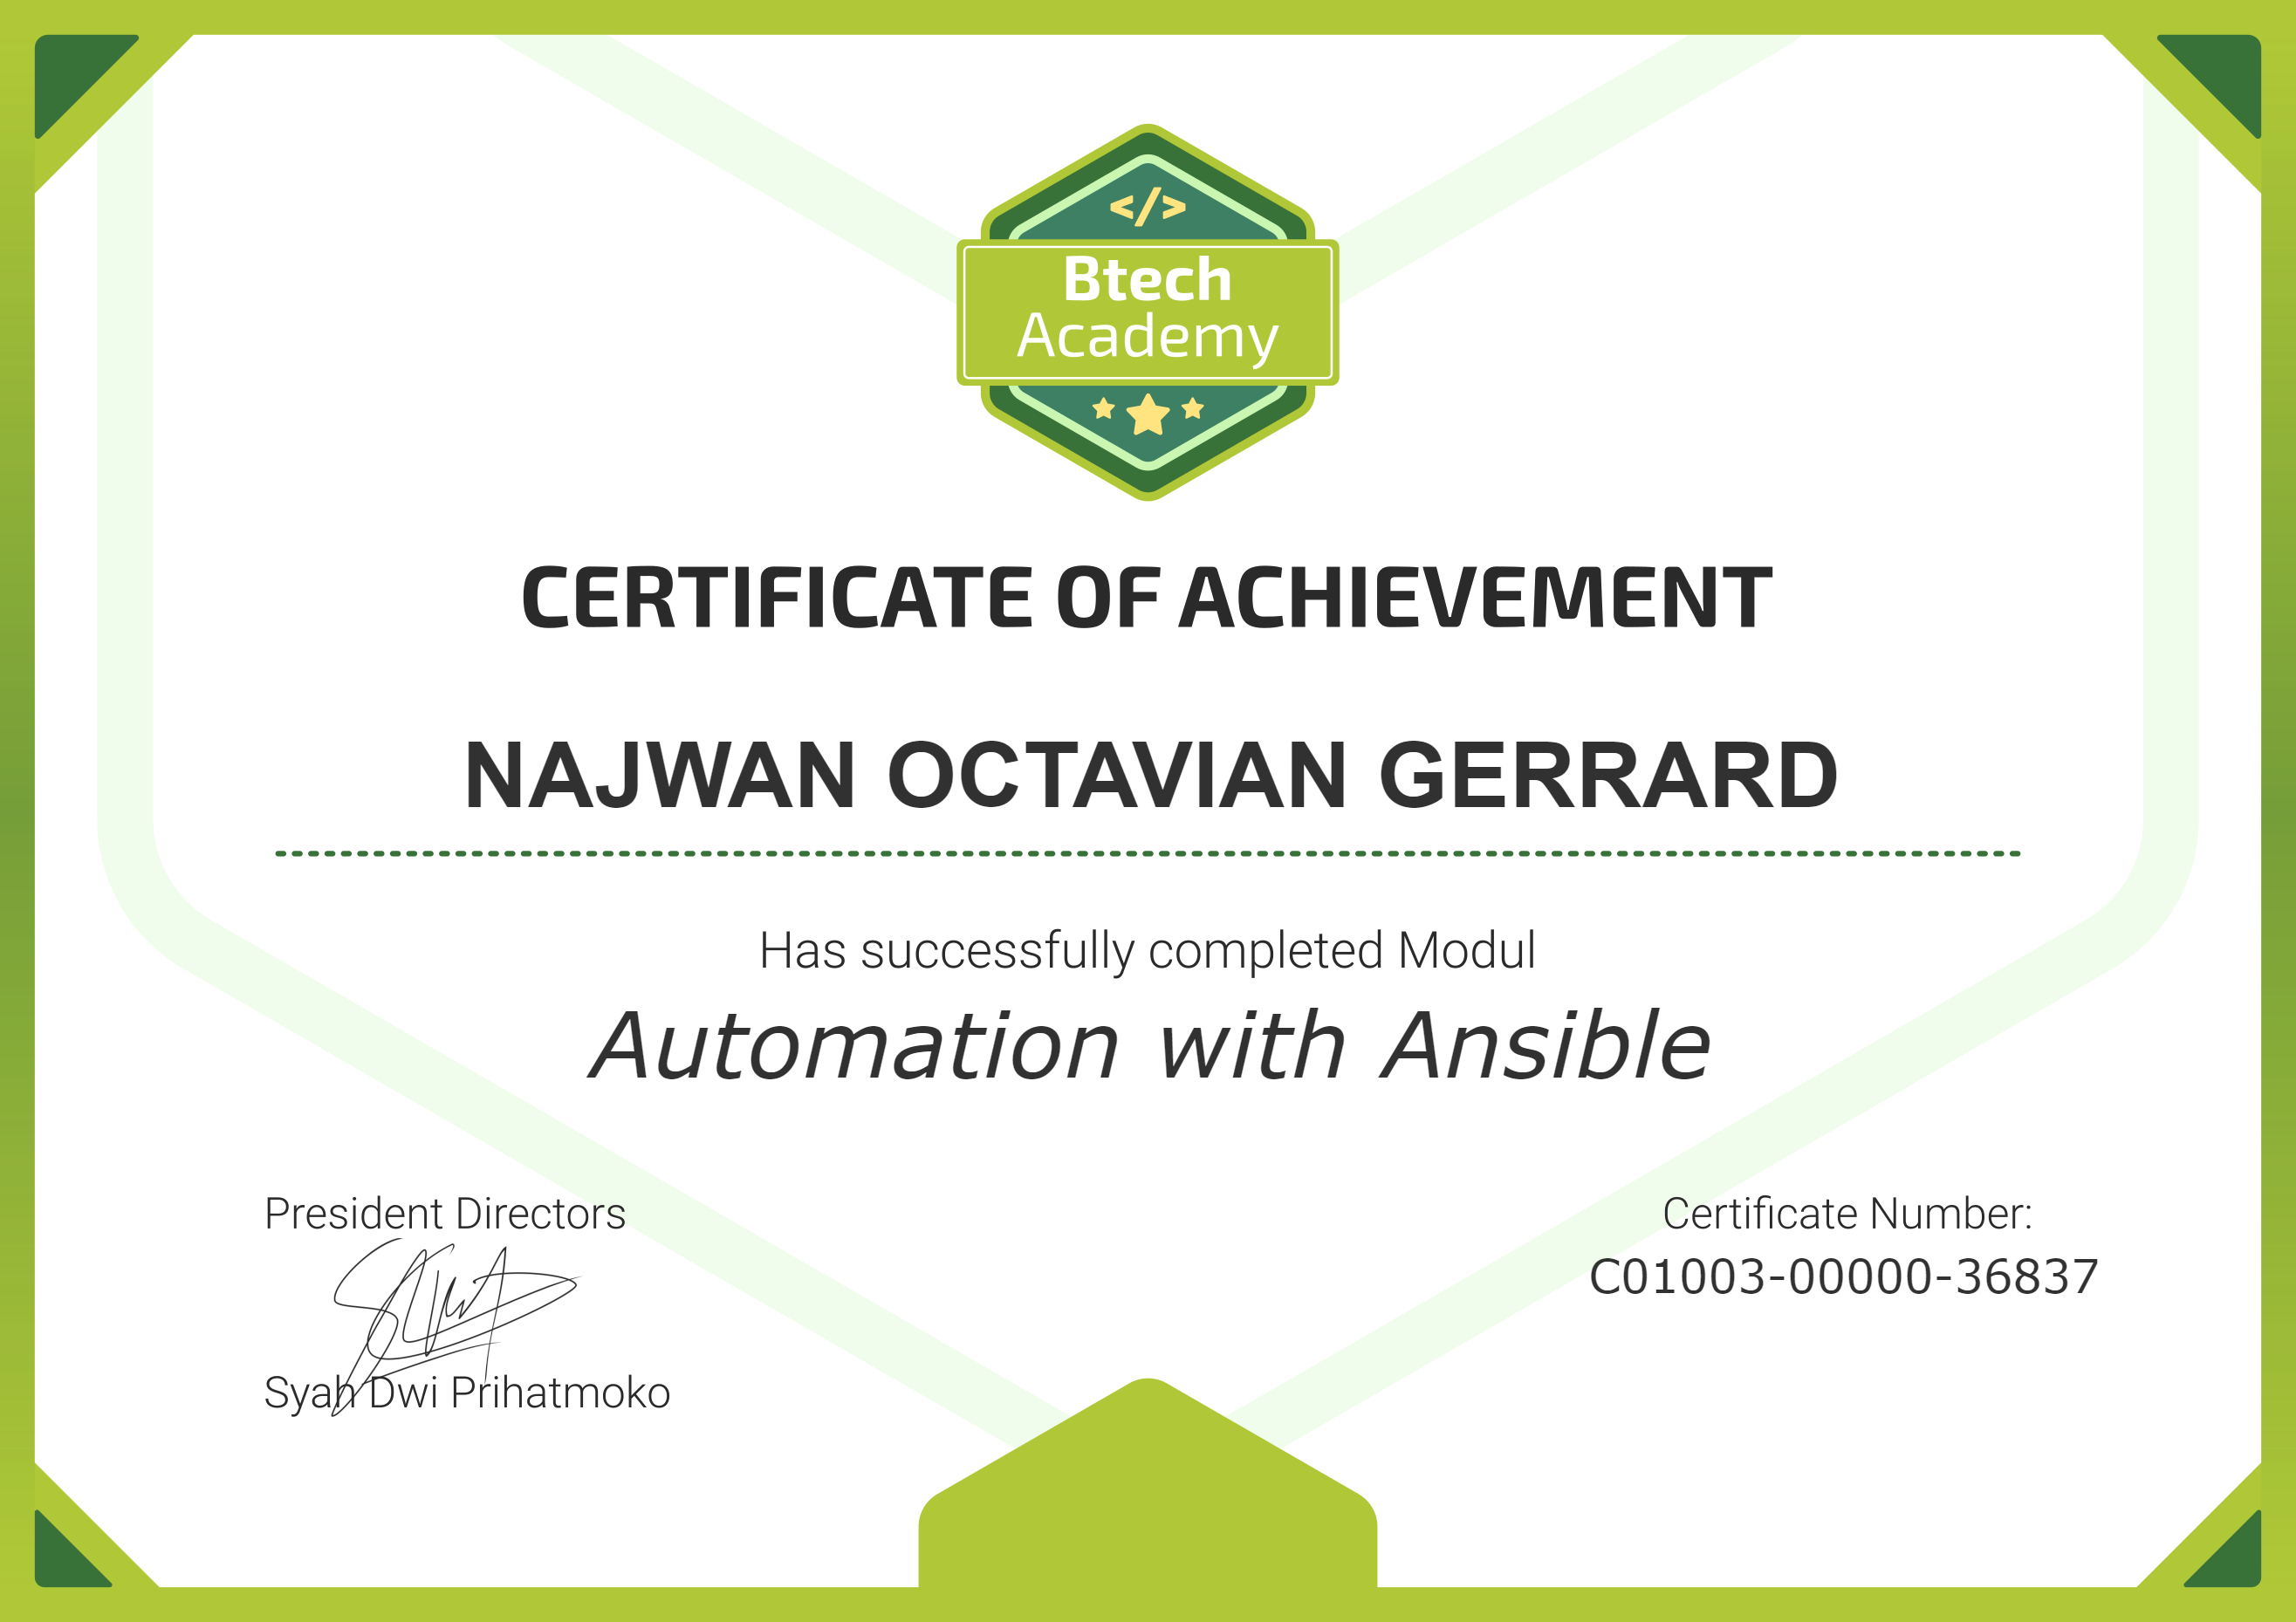 </>
Btech
Academy
CERTIFICATE OF ACHIEVEMENT
NAJWAN OCTAVIAN GERRARD
Has successfully completed Modul
Automation with Ansible
President Directors
Syah Dwi Prihatmoko
Certificate Number:
C01003-00000-36837